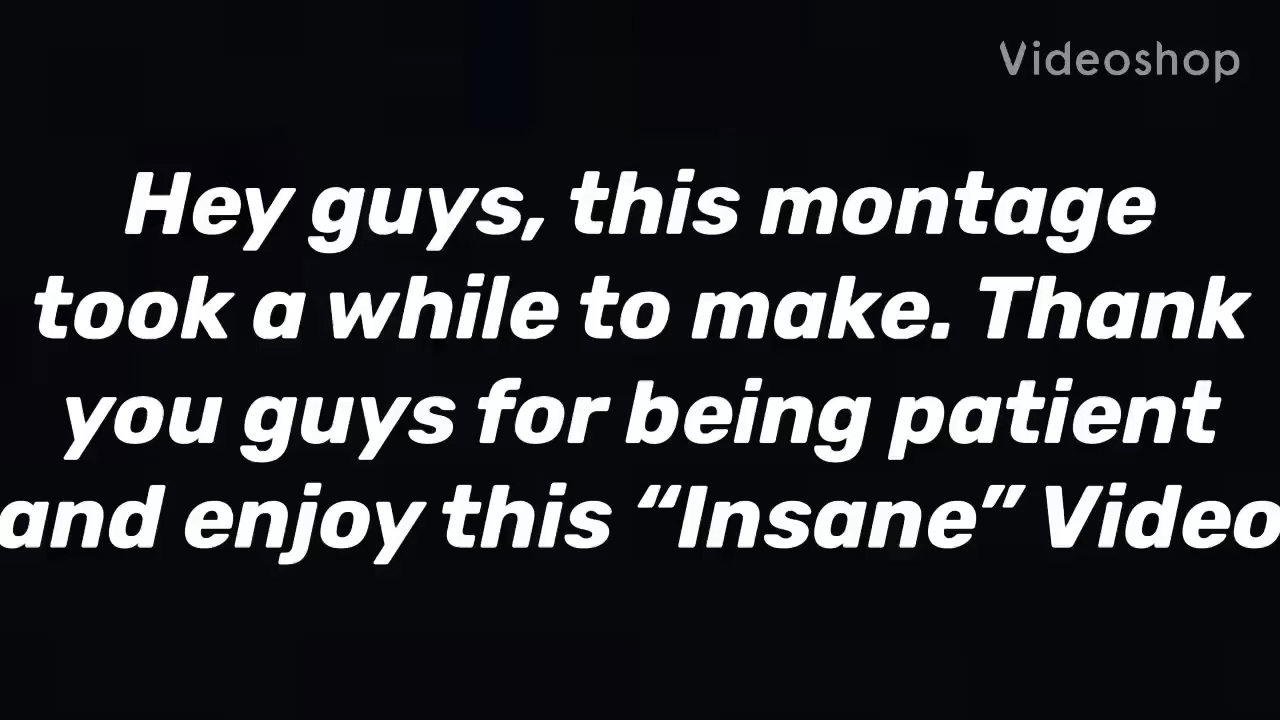 Videoshop
Hey guys, this montage
took a while to make. Thank
you guys for being patient
and enjoy this “Insane” Video